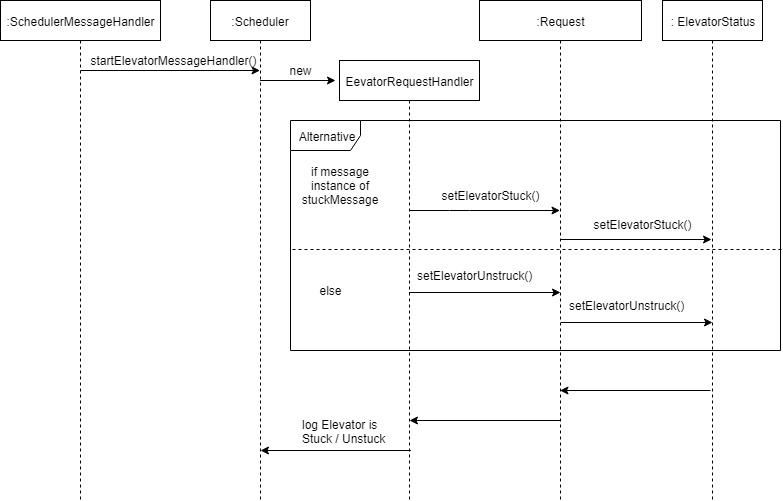 :SchedulerMessageHandler
:Scheduler
:Request
: ElevatorStatus
startElevatorMessageHandler()
new
EevatorRequestHandler
Alternative
if message
instance of
stuckMessage
setElevatorStuck()
setElevatorStuck()
setElevatorUnstruck()
else
setElevatorUnstruck()
log Elevator is
Stuck / Unstuck